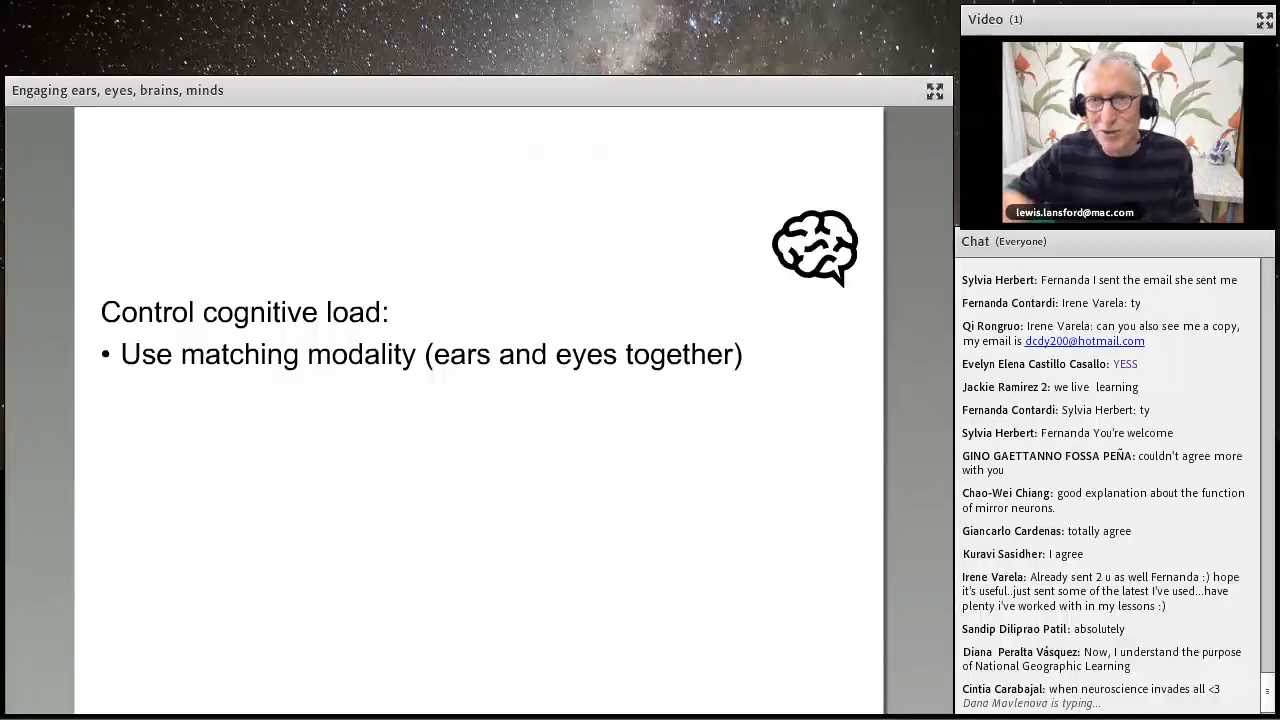 Engaging ears, eyes, brains, minds
Control cognitive load:
• Use matching modality (ears and eyes together)
Video (1)
lewis.lansford@mac.com
Chat (Everyone)
Sylvia Herbert: Fernanda I sent the email she sent me
Fernanda Contardi: Irene Varela: ty
Qi Rongruo: Irene Varela: can you also see me a copy,
my email is dcdy200@hotmail.com
Evelyn Elena Castillo Casallo: YESS
Jackie Ramirez 2: we live learning
Fernanda Contardi: Sylvia Herbert: ty
Sylvia Herbert: Fernanda You're welcome
GINO GAETTANNO FOSSA PEÑA: couldn't agree more
with you
Chao-Wei Chiang: good explanation about the function
of mirror neurons.
Giancarlo Cardenas: totally agree
Kuravi Sasidher: I agree
Irene Varela: Already sent 2 u as well Fernanda :) hope
it's useful..just sent some of the latest I've used...have
plenty i've worked with in my lessons :)
Sandip Diliprao Patil: absolutely
Diana Peralta Vásquez: Now, I understand the purpose
of National Geographic Learning
Cintia Carabajal: when neuroscience invades all <3
Dana Mavlenova is typing...